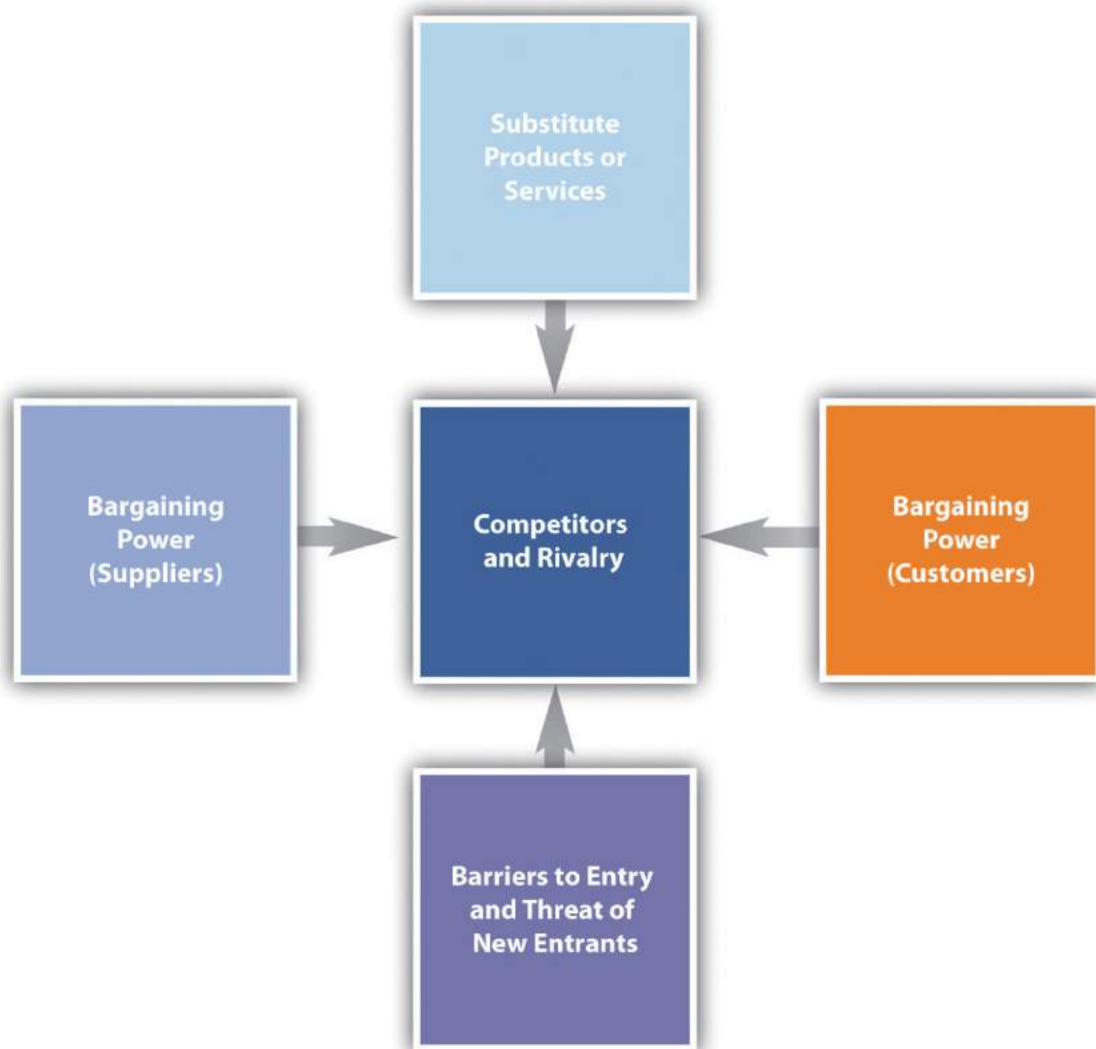 Substitute
Products or
Services
Bargaining
Power
(Suppliers)
Competitors
and Rivalry
Bargaining
Power
(Customers)
Barriers to Entry
and Threat of
New Entrants